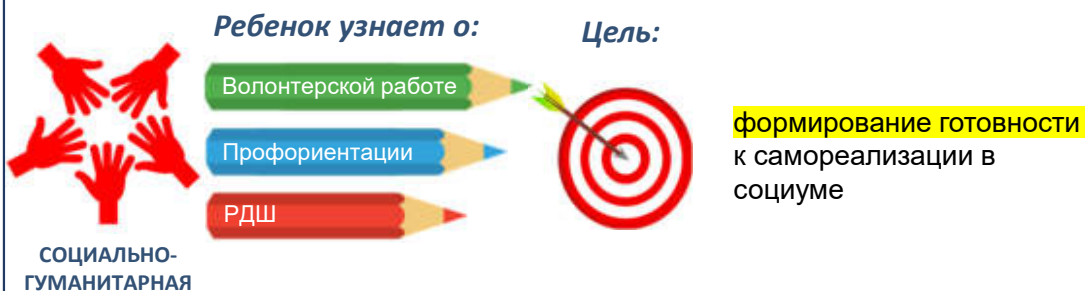 Ребенок узнает о:
Цель:
Волонтерской работе
Профориентации
РДШ
формирование готовности
к самореализации в
социуме
СОЦИАЛЬНО-
ГУМАНИТАРНАЯ